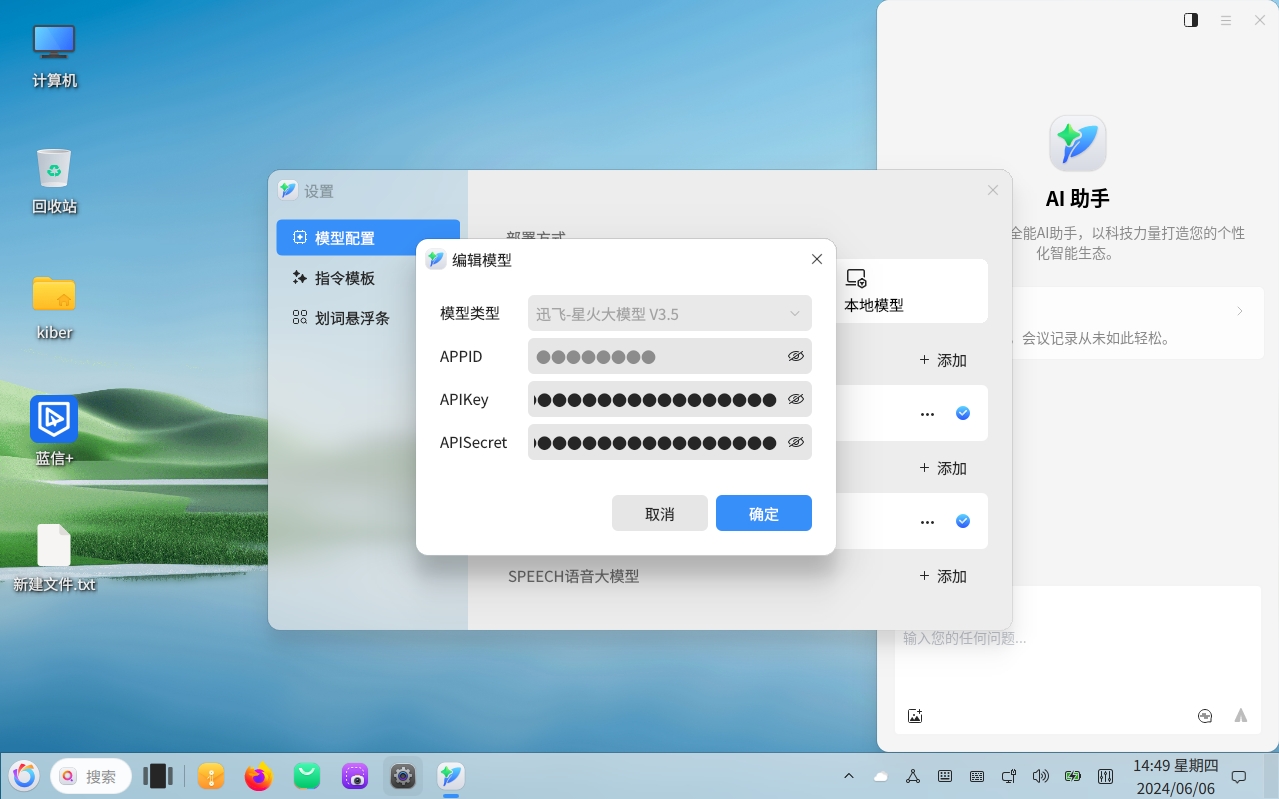 计算机
回收站
kiber
蓝信+
新建文件.txt
AI 助手
全能AI助手，以科技力量打造您的个性
化智能生态。
会议记录从未如此轻松。
输入您的任何问题...
设置
模型配置
指令模板
划词悬浮条
部署方式
本地模型
添加
添加
SPEECH语音大模型
添加
编辑模型
模型类型
迅飞-星火大模型 V3.5
APPID
APIKey
APISecret
取消
确定
搜索
14:49 星期四
2024/06/06